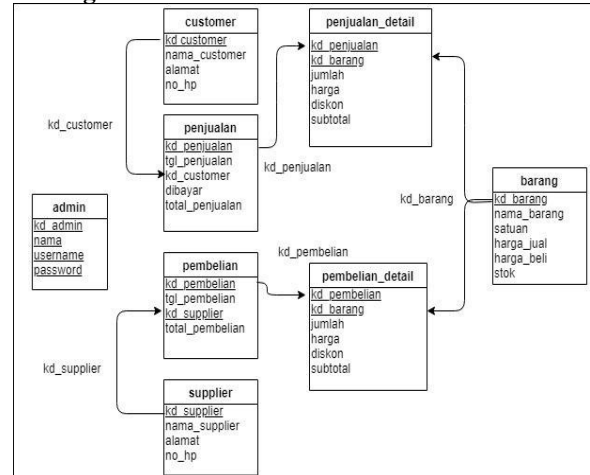 customer
kd customer
nama_customer
alamat
no_hp
penjualan_detail
kd_penjualan
kd_barang
jumlah
harga
diskon
subtotal
kd_customer
penjualan
kd_penjualan
tgl_penjualan
kd_customer
dibayar
total_penjualan
kd_penjualan
admin
kd_admin
nama
username
password
kd_barang
barang
kd_barang
nama_barang
satuan
harga_jual
harga_beli
stok
pembelian
kd_pembelian
tgl_pembelian
kd_supplier
total_pembelian
kd_pembelian
pembelian_detail
kd_pembelian
kd_barang
jumlah
harga
diskon
subtotal
kd_supplier
supplier
kd_supplier
nama_supplier
alamat
no_hp